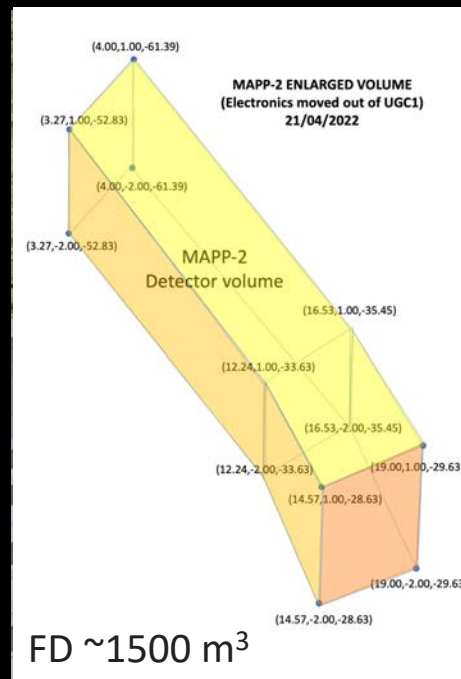 (4.00,1.00,-61.39)
MAPP-2 ENLARGED VOLUME
(Electronics moved out of UGC1)
21/04/2022
(3.27,1.00,-52.83)
(4.00,-2.00,-61.39)
(3.27,-2.00,-52.83)
MAPP-2
Detector volume
(16.53,1.00,-35.45)
(12.24,1.00,-33.63)
(16.53,-2.00,-35.45)
(12.24,-2.00,-33.63)
(19.00,1.00,-29.63)
(14.57,1.00,-28.63)
(19.00,-2.00,-29.63)
(14.57,-2.00,-28.63)
FD ~1500 m³